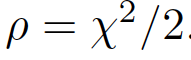 ρ = χ²/2.